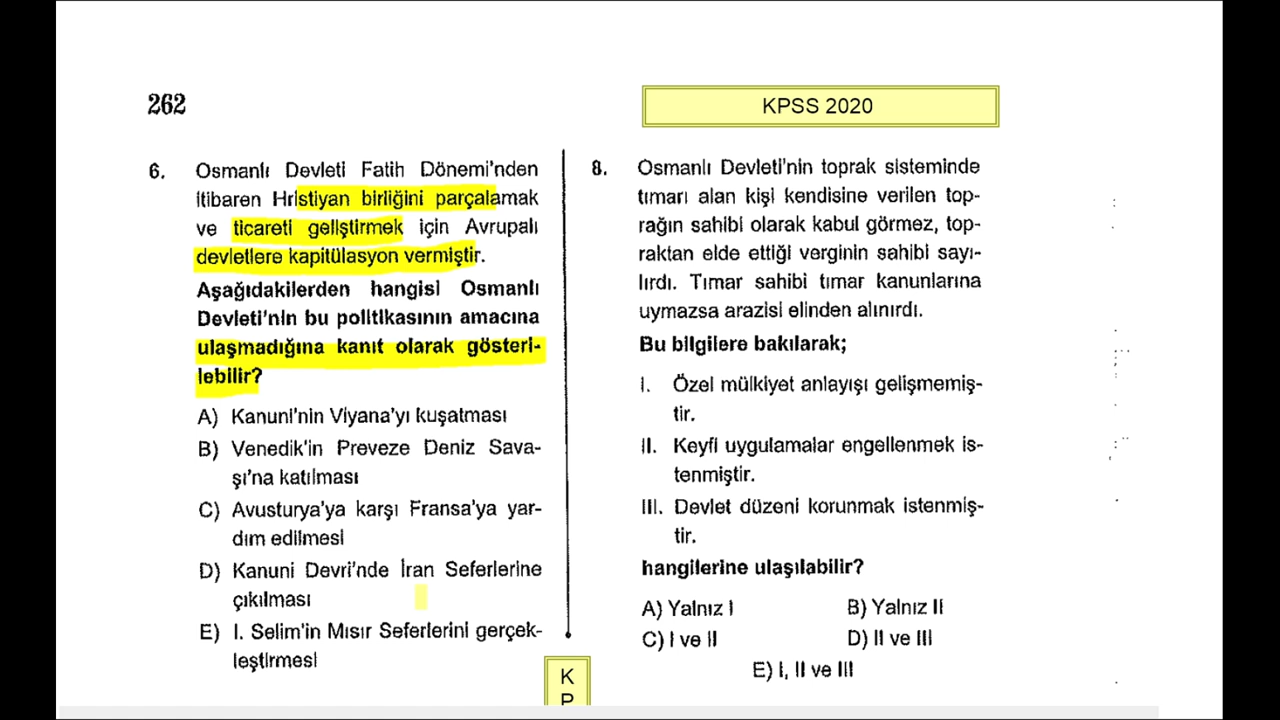 262
KPSS 2020
6. Osmanlı Devleti Fatih Dönemi'nden
itibaren Hristiyan birliğini parçalamak
ve ticareti geliştirmek için Avrupalı
devletlere kapitülasyon vermiştir.
Aşağıdakilerden hangisi Osmanlı
Devleti'nin bu politikasının amacına
ulaşmadığına kanıt olarak gösteri-
lebilir?
A) Kanuni'nin Viyana'yı kuşatması
B) Venedik'in Preveze Deniz Sava-
şı'na katılması
C) Avusturya'ya karşı Fransa'ya yar-
dım edilmesi
D) Kanuni Devri'nde İran Seferlerine
çıkılması
E) I. Selim'in Mısır Seferlerini gerçek-
leştirmesi
8. Osmanlı Devleti'nin toprak sisteminde
tımarı alan kişi kendisine verilen top-
rağın sahibi olarak kabul görmez, top-
raktan elde ettiği verginin sahibi sayı-
lırdı. Tımar sahibi tımar kanunlarına
uymazsa arazisi elinden alınırdı.
Bu bilgilere bakılarak;
I. Özel mülkiyet anlayışı gelişmemiş-
tir.
II. Keyfi uygulamalar engellenmek is-
tenmiştir.
III. Devlet düzeni korunmak istenmiş-
tir.
hangilerine ulaşılabilir?
A) Yalnız I B) Yalnız II
C) I ve II D) II ve III
E) I, II ve III
K
P